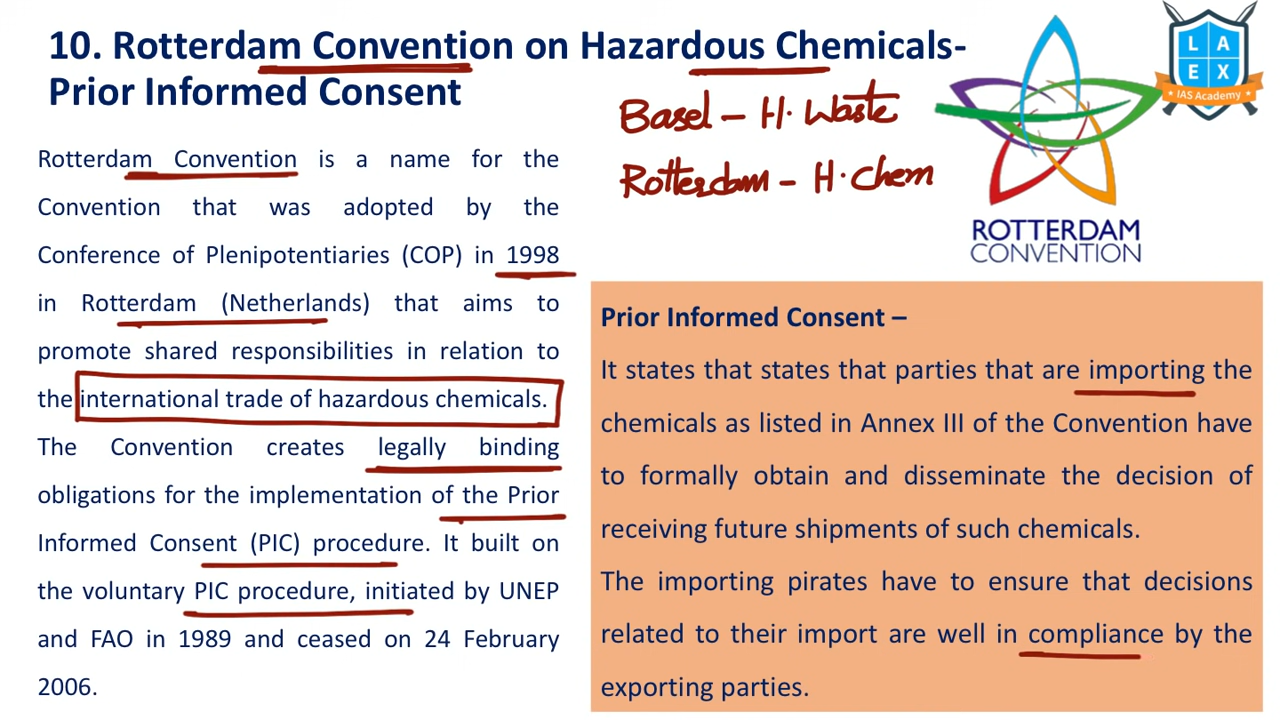 10. Rotterdam Convention on Hazardous Chemicals-
Prior Informed Consent
L A
E X
IAS Academy
Basel – H. Waste
Rotterdam – H. Chem
ROTTERDAM
CONVENTION
Rotterdam Convention is a name for the
Convention that was adopted by the
Conference of Plenipotentiaries (COP) in 1998
in Rotterdam (Netherlands) that aims to
promote shared responsibilities in relation to
the international trade of hazardous chemicals.
The Convention creates legally binding
obligations for the implementation of the Prior
Informed Consent (PIC) procedure. It built on
the voluntary PIC procedure, initiated by UNEP
and FAO in 1989 and ceased on 24 February
2006.
Prior Informed Consent –
It states that states that parties that are importing the
chemicals as listed in Annex III of the Convention have
to formally obtain and disseminate the decision of
receiving future shipments of such chemicals.
The importing pirates have to ensure that decisions
related to their import are well in compliance by the
exporting parties.